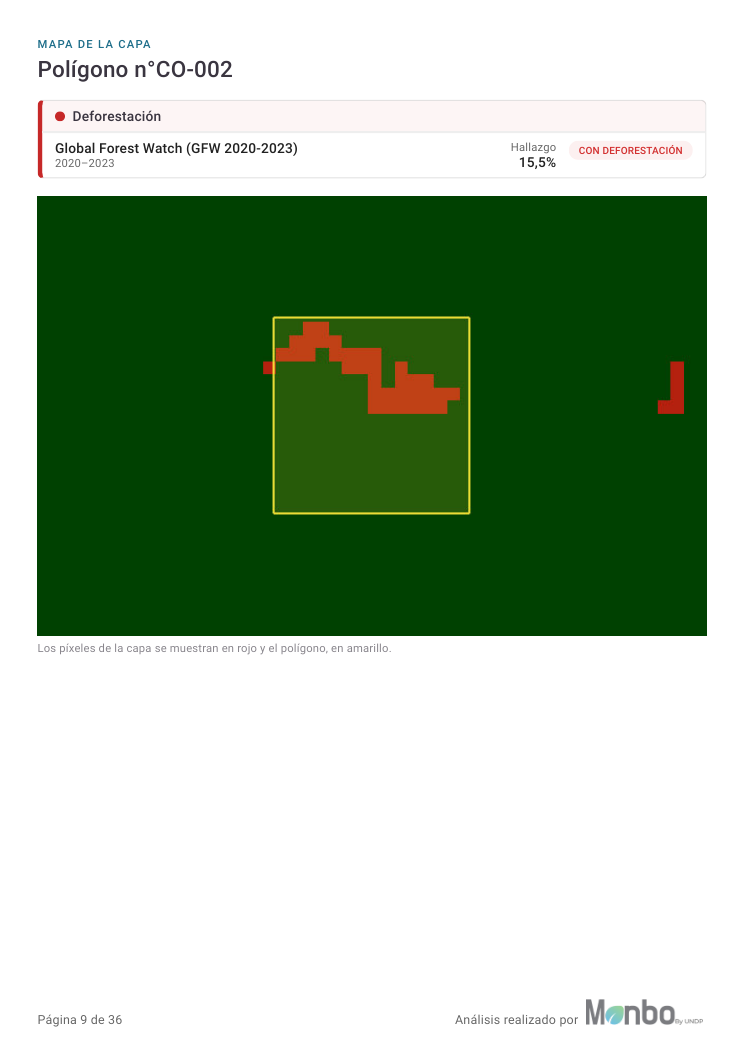 MAPA DE LA CAPA
Polígono n°CO-002
Deforestación
Global Forest Watch (GFW 2020-2023)
2020–2023
Hallazgo
15,5%
CON DEFORESTACIÓN
Los píxeles de la capa se muestran en rojo y el polígono, en amarillo.
Página 9 de 36
Análisis realizado por
Monbo
By UNDP